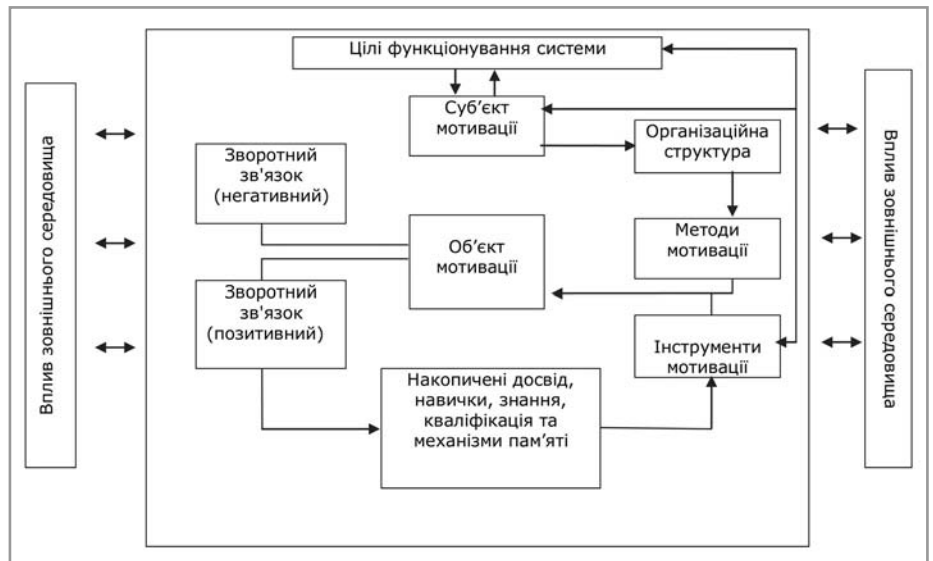 Цілі функціонування системи
Суб’єкт
мотивації
Організаційна
структура
Зворотний
зв'язок
(негативний)
Об’єкт
мотивації
Методи
мотивації
Зворотний
зв'язок
(позитивний)
Інструменти
мотивації
Накопичені досвід,
навички, знання,
кваліфікація та
механізми пам’яті
Вплив зовнішнього середовища
Вплив зовнішнього середовища